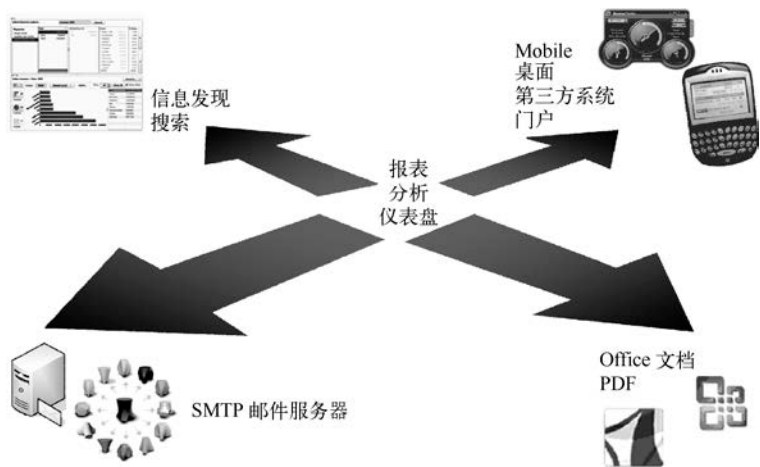 信息发现
搜索
Mobile
桌面
第三方系统
门户
报表
分析
仪表盘
SMTP 邮件服务器
Office 文档
PDF